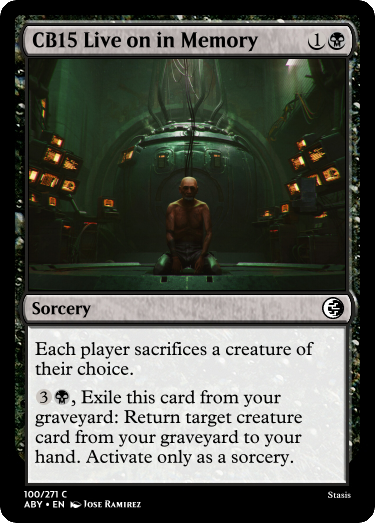 CB15 Live on in Memory 1
Sorcery
Each player sacrifices a creature of
their choice.
3 , Exile this card from your
graveyard: Return target creature
card from your graveyard to your
hand. Activate only as a sorcery.
100/271 C Stasis
ABY • EN Jose Ramirez